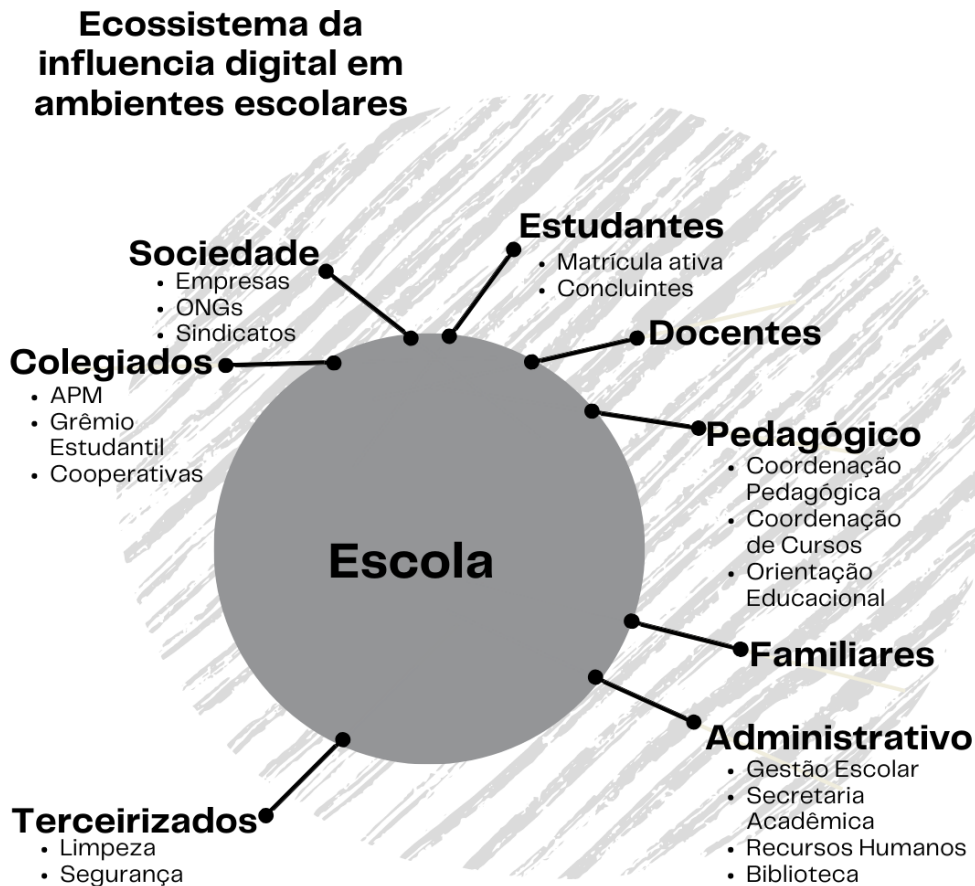 Ecossistema da
influencia digital em
ambientes escolares
Estudantes
• Matrícula ativa
• Concluintes
Sociedade
• Empresas
• ONGs
• Sindicatos
Docentes
Colegiados
• APM
• Grêmio
Estudantil
• Cooperativas
Pedagógico
• Coordenação
Pedagógica
• Coordenação
de Cursos
• Orientação
Educacional
Escola
Familiares
Administrativo
• Gestão Escolar
• Secretaria
Acadêmica
• Recursos Humanos
• Biblioteca
Terceirizados
• Limpeza
• Segurança